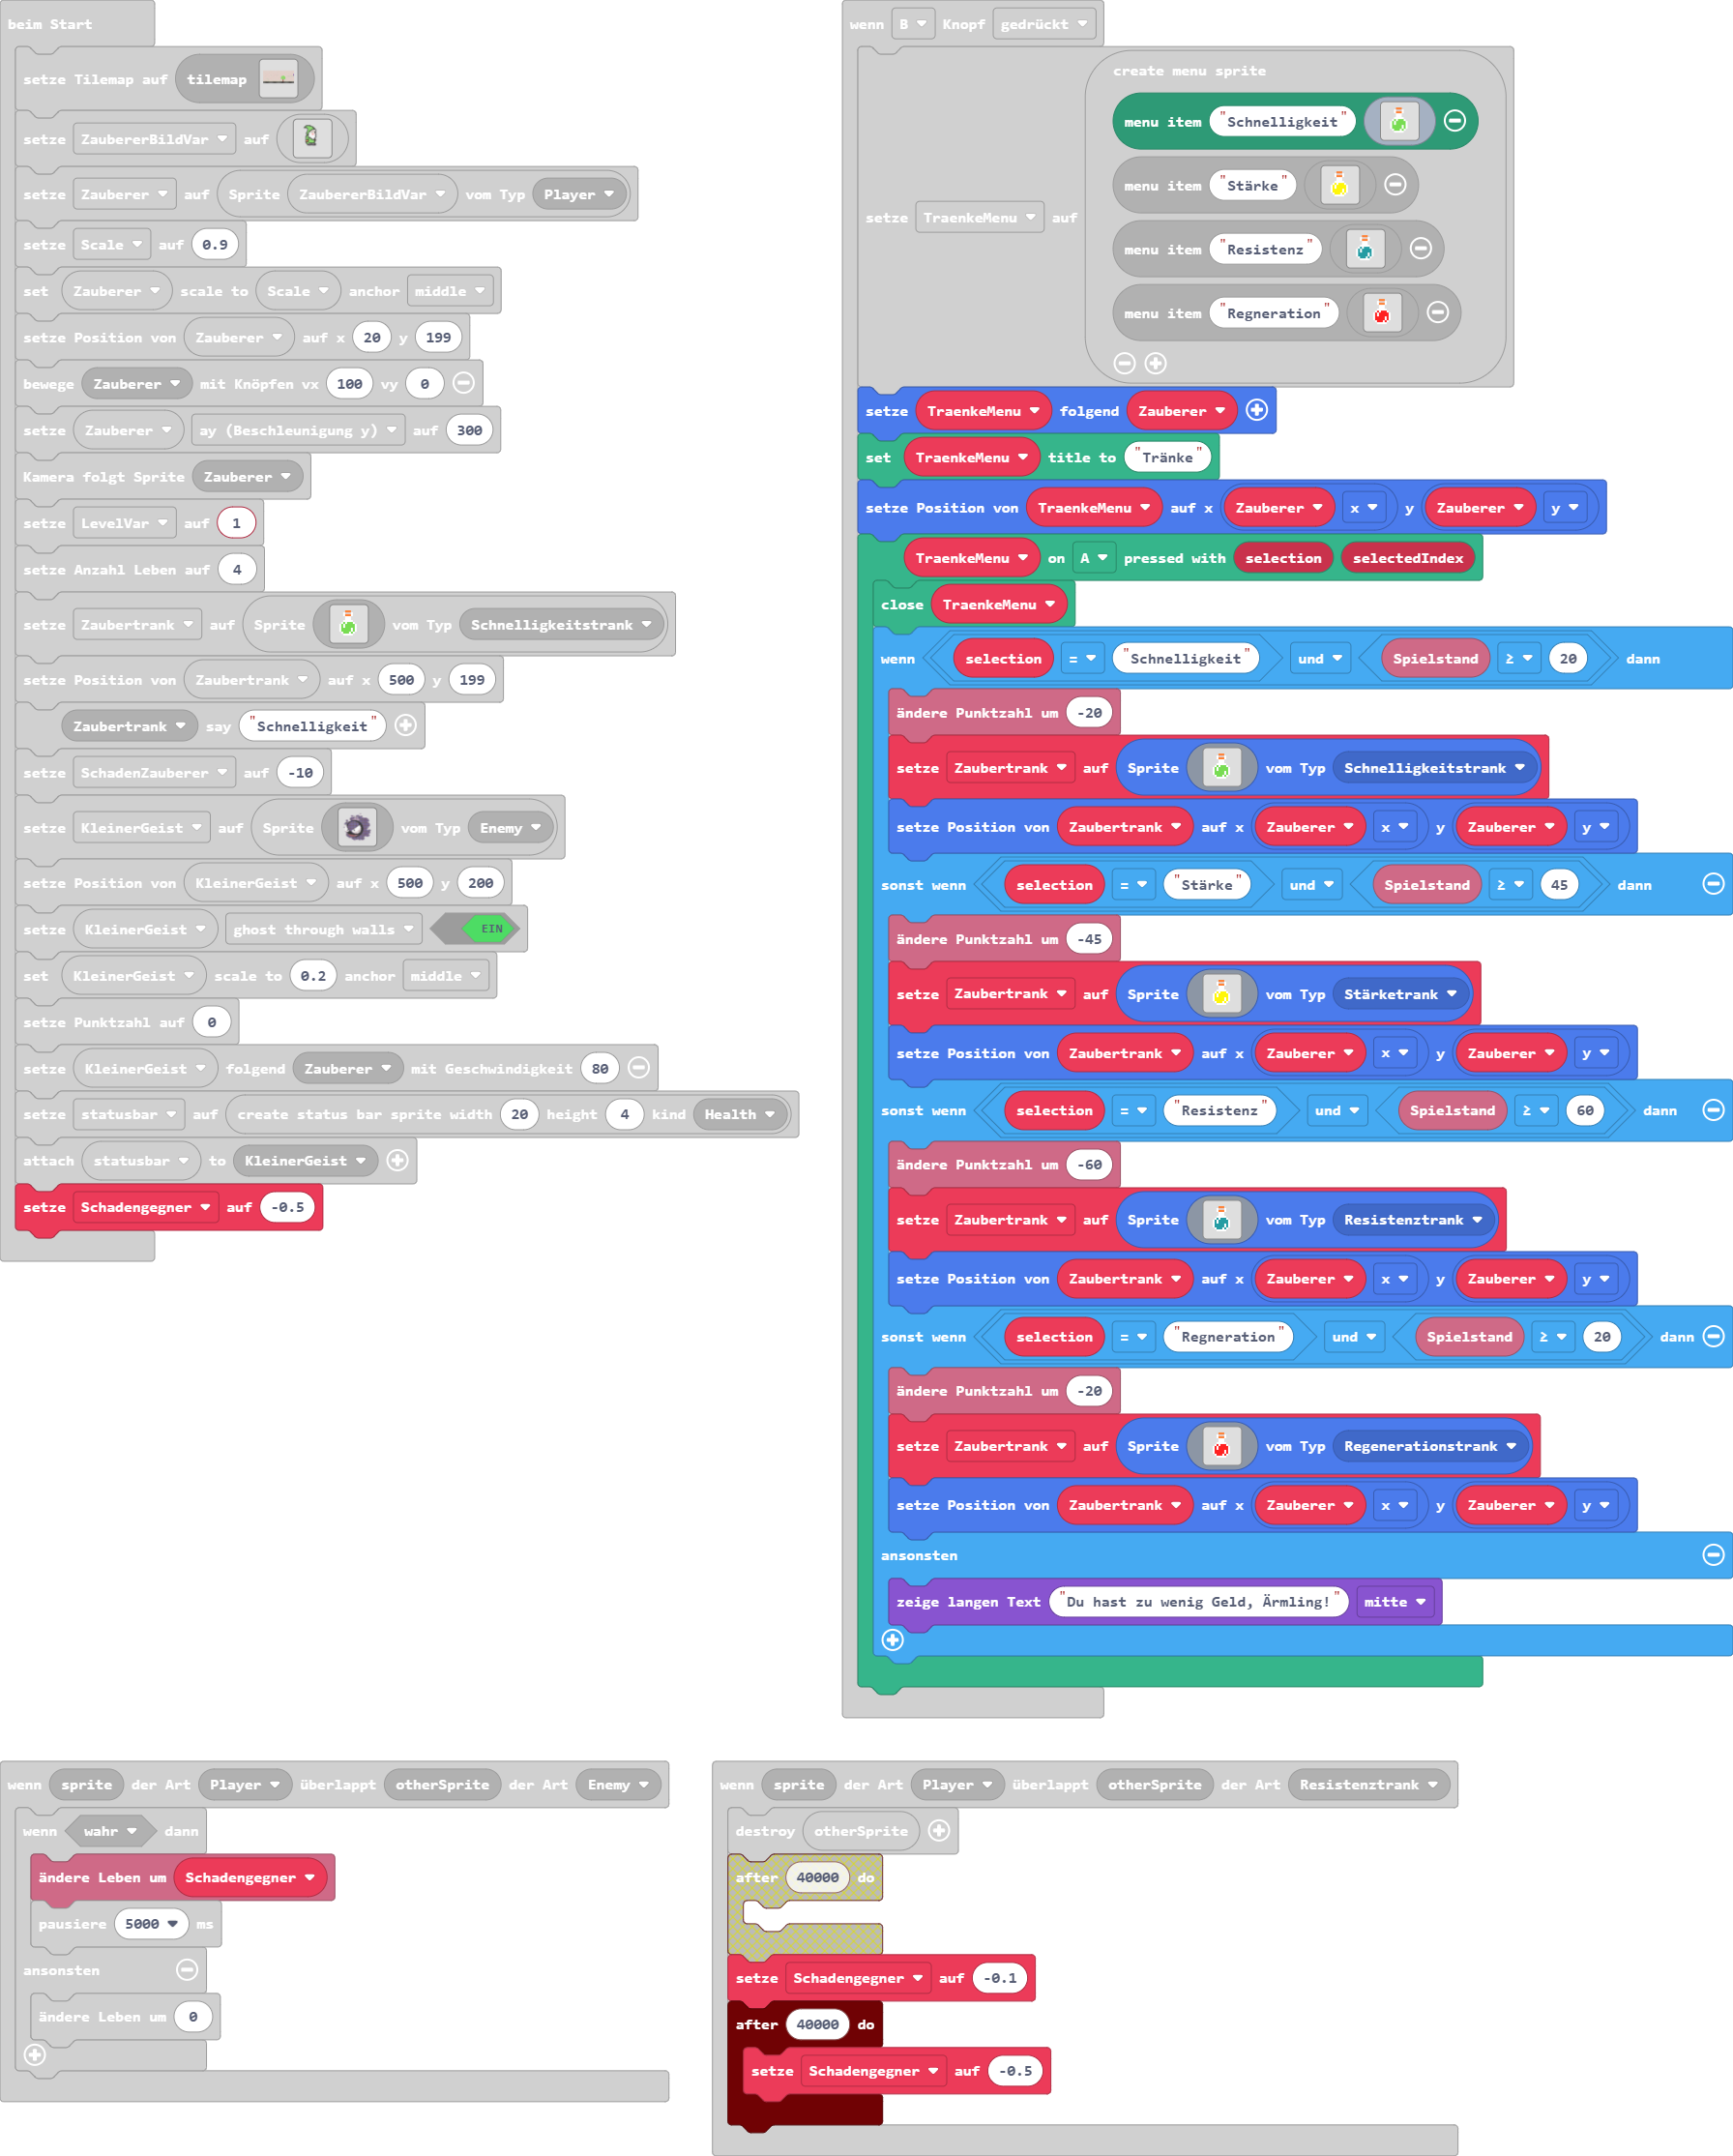 beim Start
setze Tilemap auf tilemap
setze ZaubererBildVar auf
setze Zauberer auf Sprite ZaubererBildVar vom Typ Player
setze Scale auf 0.9
set Zauberer scale to Scale anchor middle
setze Position von Zauberer auf x 20 y 199
bewege Zauberer mit Knöpfen vx 100 vy 0
setze Zauberer ay (Beschleunigung y) auf 300
Kamera folgt Sprite Zauberer
setze LevelVar auf 1
setze Anzahl Leben auf 4
setze Zaubertrank auf Sprite vom Typ Schnelligkeitstrank
setze Position von Zaubertrank auf x 500 y 199
Zaubertrank say "Schnelligkeit"
setze SchadenZauberer auf -10
setze KleinerGeist auf Sprite vom Typ Enemy
setze Position von KleinerGeist auf x 500 y 200
setze KleinerGeist ghost through walls EIN
set KleinerGeist scale to 0.2 anchor middle
setze Punktzahl auf 0
setze KleinerGeist folgend Zauberer mit Geschwindigkeit 80
setze statusbar auf create status bar sprite width 20 height 4 kind Health
attach statusbar to KleinerGeist
setze Schadengegner auf -0.5
wenn B Knopf gedrückt
create menu sprite
menu item "Schnelligkeit"
menu item "Stärke"
setze TraenkeMenu auf
menu item "Resistenz"
menu item "Regneration"
setze TraenkeMenu folgend Zauberer
set TraenkeMenu title to "Tränke"
setze Position von TraenkeMenu auf x Zauberer x y Zauberer y
TraenkeMenu on A pressed with selection selectedIndex
close TraenkeMenu
wenn selection = "Schnelligkeit" und Spielstand ≥ 20 dann
ändere Punktzahl um -20
setze Zaubertrank auf Sprite vom Typ Schnelligkeitstrank
setze Position von Zaubertrank auf x Zauberer x y Zauberer y
sonst wenn selection = "Stärke" und Spielstand ≥ 45 dann
ändere Punktzahl um -45
setze Zaubertrank auf Sprite vom Typ Stärketrank
setze Position von Zaubertrank auf x Zauberer x y Zauberer y
sonst wenn selection = "Resistenz" und Spielstand ≥ 60 dann
ändere Punktzahl um -60
setze Zaubertrank auf Sprite vom Typ Resistenztrank
setze Position von Zaubertrank auf x Zauberer x y Zauberer y
sonst wenn selection = "Regneration" und Spielstand ≥ 20 dann
ändere Punktzahl um -20
setze Zaubertrank auf Sprite vom Typ Regenerationstrank
setze Position von Zaubertrank auf x Zauberer x y Zauberer y
ansonsten
zeige langen Text "Du hast zu wenig Geld, Ärmling!" mitte
wenn sprite der Art Player überlappt otherSprite der Art Enemy
wenn wahr dann
ändere Leben um Schadengegner
pausiere 5000 ms
ansonsten
ändere Leben um 0
wenn sprite der Art Player überlappt otherSprite der Art Resistenztrank
destroy otherSprite
after 40000 do
setze Schadengegner auf -0.1
after 40000 do
setze Schadengegner auf -0.5